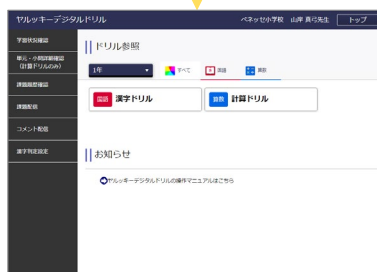 ヤルッキーデジタルドリル
ベネッセ小学校 山岸 真弓先生 トップ
学習状況確認
単元・小問詳細確認
(計算ドリルのみ)
課題履歴確認
課題配信
コメント配信
漢字判定設定
ドリル参照
1年 すべて 国語 算数
国語 漢字ドリル
算数 計算ドリル
お知らせ
ヤルッキーデジタルドリルの操作マニュアルはこちら